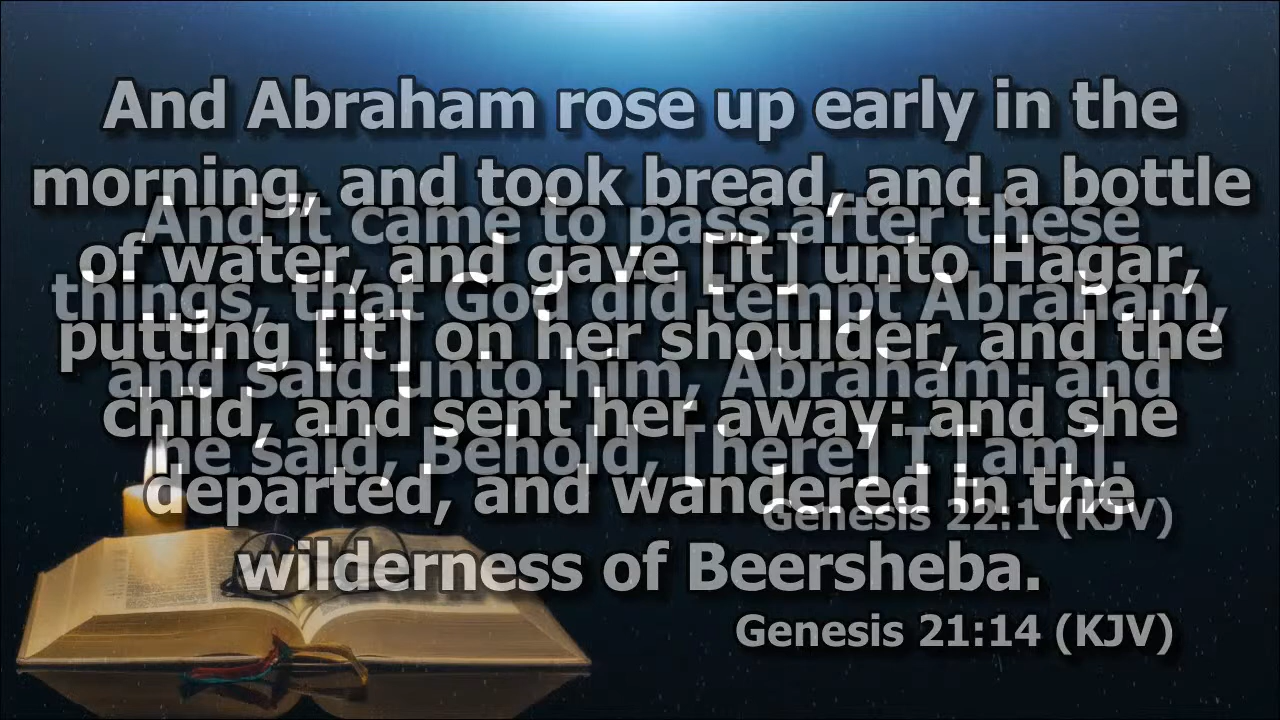 And Abraham rose up early in the
morning, and took bread, and a bottle
of water, and gave [it] unto Hagar,
putting [it] on her shoulder, and the
child, and sent her away: and she
departed, and wandered in the
wilderness of Beersheba.
Genesis 21:14 (KJV)
And it came to pass after these
things, that God did tempt Abraham,
and said unto him, Abraham: and
he said, Behold, [here] I [am].
Genesis 22:1 (KJV)